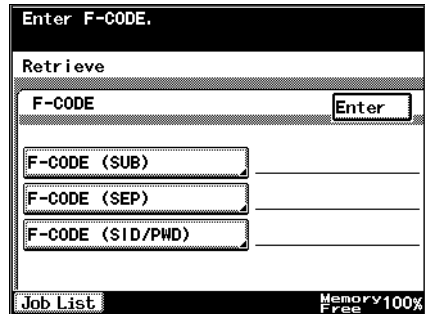 Enter F-CODE.
Retrieve
F-CODE
Enter
F-CODE (SUB)
F-CODE (SEP)
F-CODE (SID/PWD)
Job List
Memory Free 100%